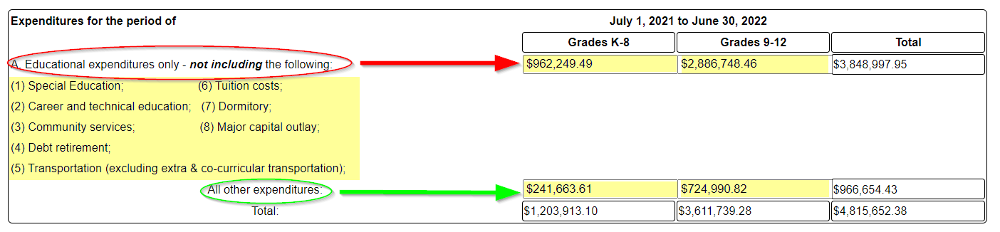 Expenditures for the period of July 1, 2021 to June 30, 2022
Grades K-8 Grades 9-12 Total
A. Educational expenditures only - not including the following: $962,249.49 $2,886,748.46 $3,848,997.95
(1) Special Education; (6) Tuition costs;
(2) Career and technical education; (7) Dormitory;
(3) Community services; (8) Major capital outlay;
(4) Debt retirement;
(5) Transportation (excluding extra & co-curricular transportation);
All other expenditures: $241,663.61 $724,990.82 $966,654.43
Total: $1,203,913.10 $3,611,739.28 $4,815,652.38